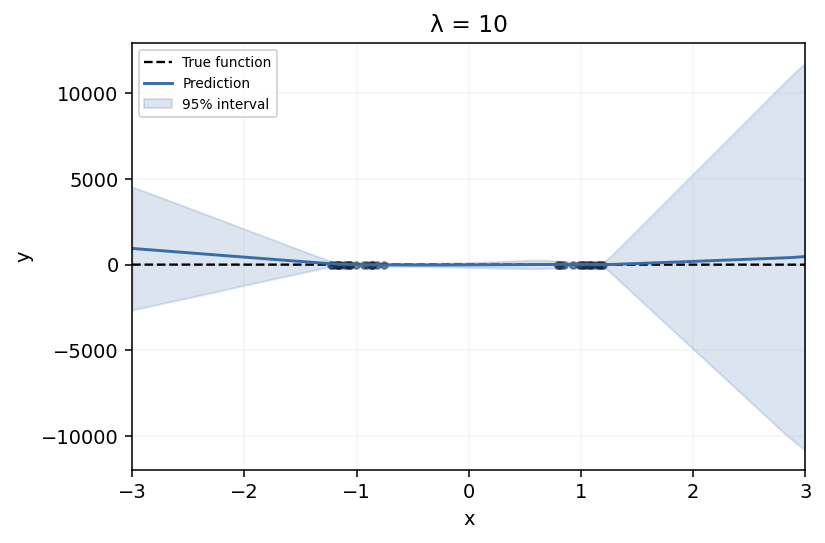 λ = 10
True function
Prediction
95% interval
10000
5000
0
−5000
−10000
y
−3
−2
−1
0
1
2
3
x